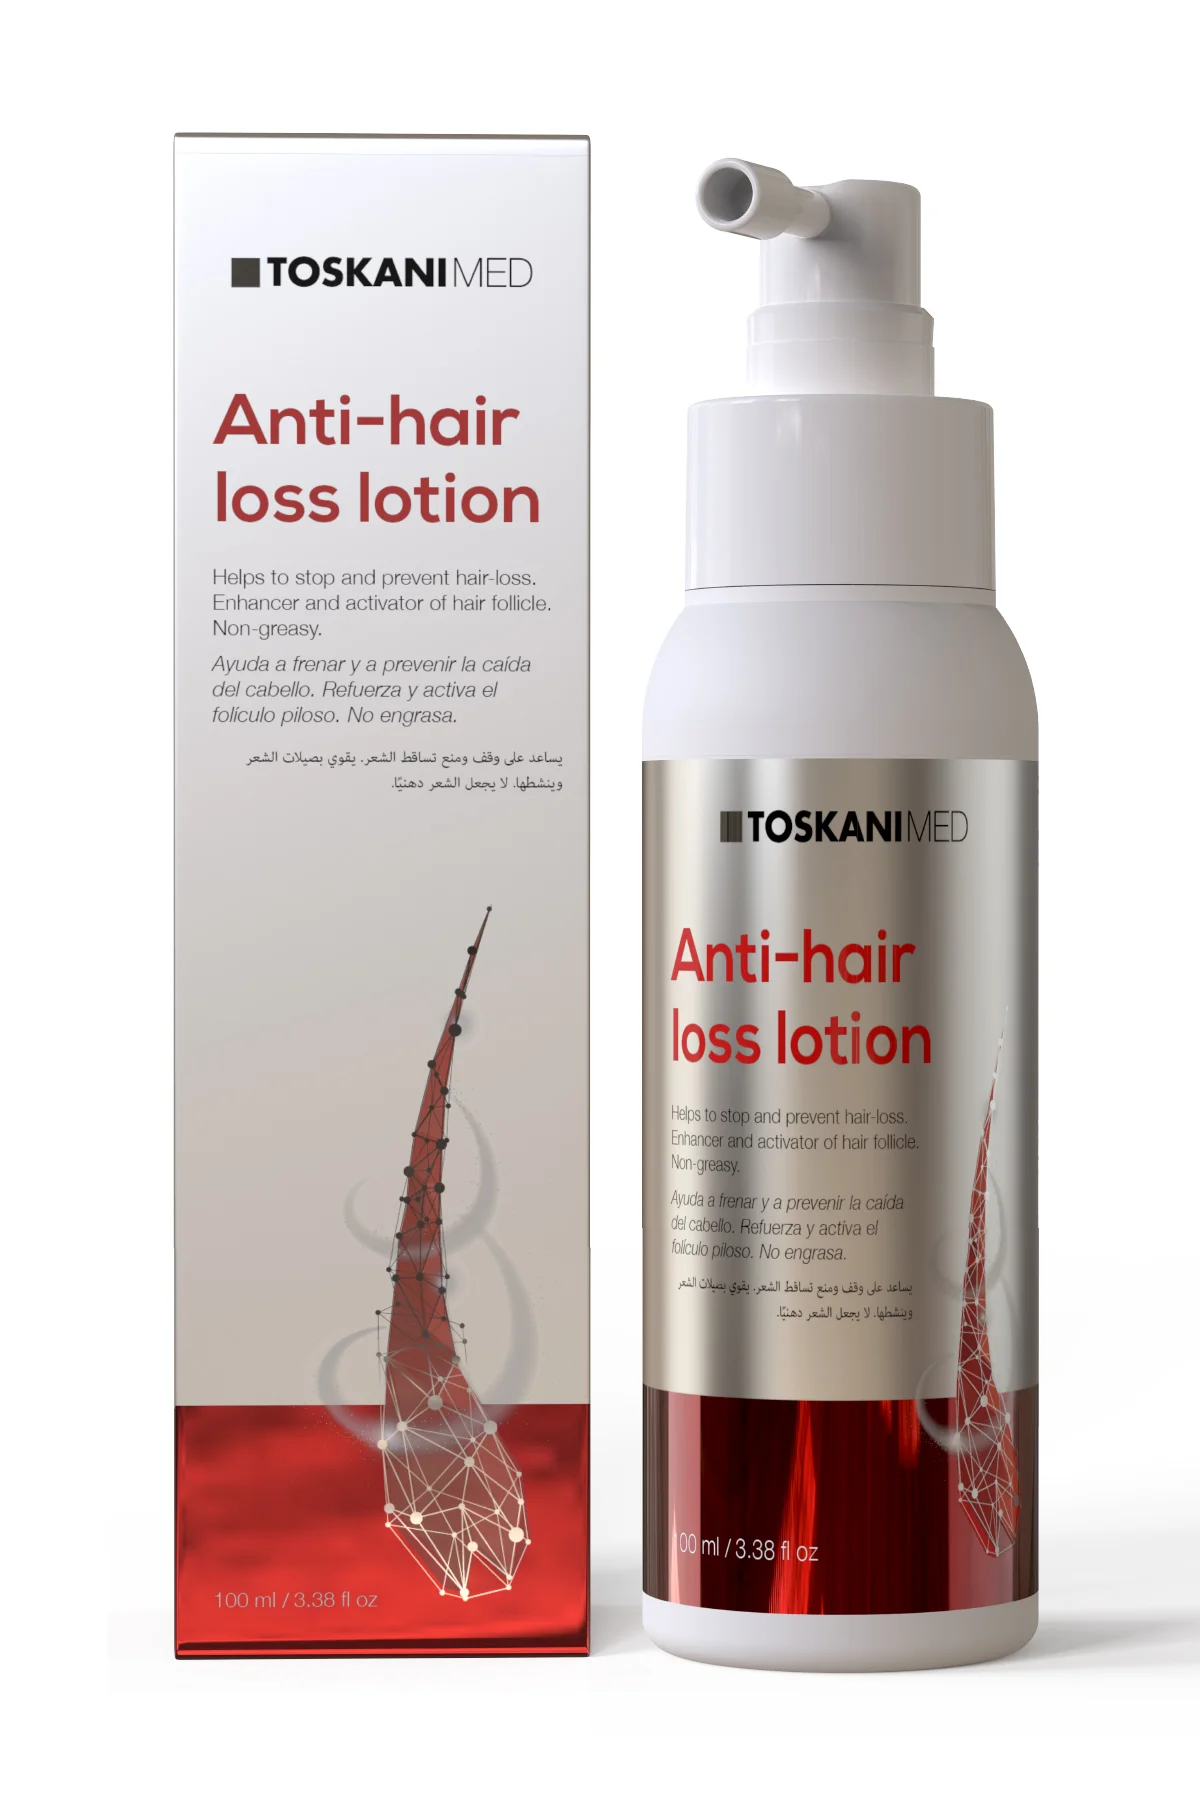 TOSKANIMED
Anti-hair
loss lotion
Helps to stop and prevent hair-loss.
Enhancer and activator of hair follicle.
Non-greasy.
Ayuda a frenar y a prevenir la caída
del cabello. Refuerza y activa el
folículo piloso. No engrasa.
يساعد على وقف ومنع تساقط الشعر. يقوي بصيلات الشعر
وينشطها. لا يجعل الشعر دهنيًا.
100 ml / 3.38 fl oz
TOSKANIMED
Anti-hair
loss lotion
Helps to stop and prevent hair-loss.
Enhancer and activator of hair follicle.
Non-greasy.
Ayuda a frenar y a prevenir la caída
del cabello. Refuerza y activa el
folículo piloso. No engrasa.
يساعد على وقف ومنع تساقط الشعر. يقوي بصيلات الشعر
وينشطها. لا يجعل الشعر دهنيًا.
100 ml / 3.38 fl oz